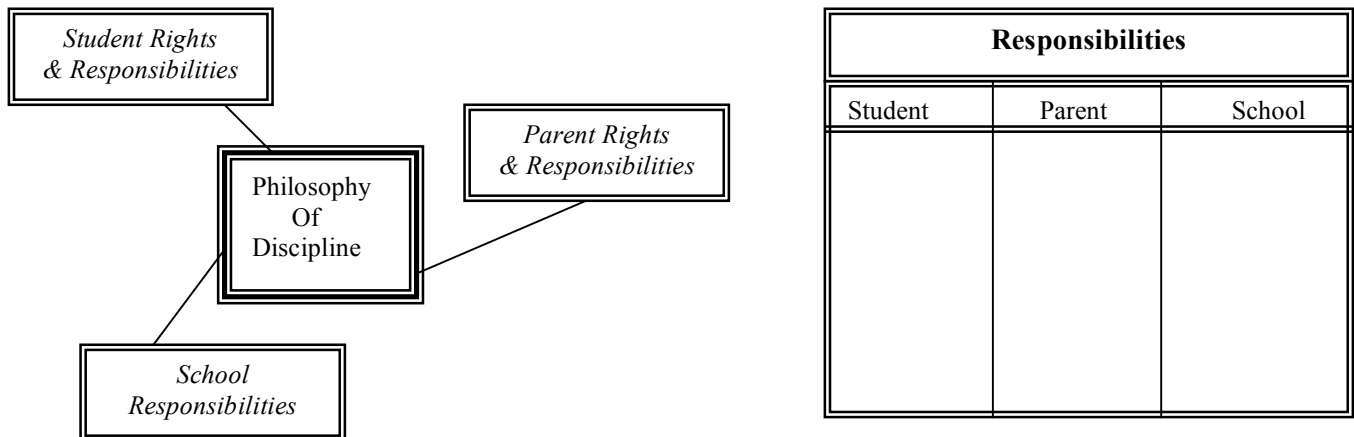 Student Rights
& Responsibilities
Parent Rights
& Responsibilities
Philosophy
Of
Discipline
School
Responsibilities
Responsibilities
Student Parent School